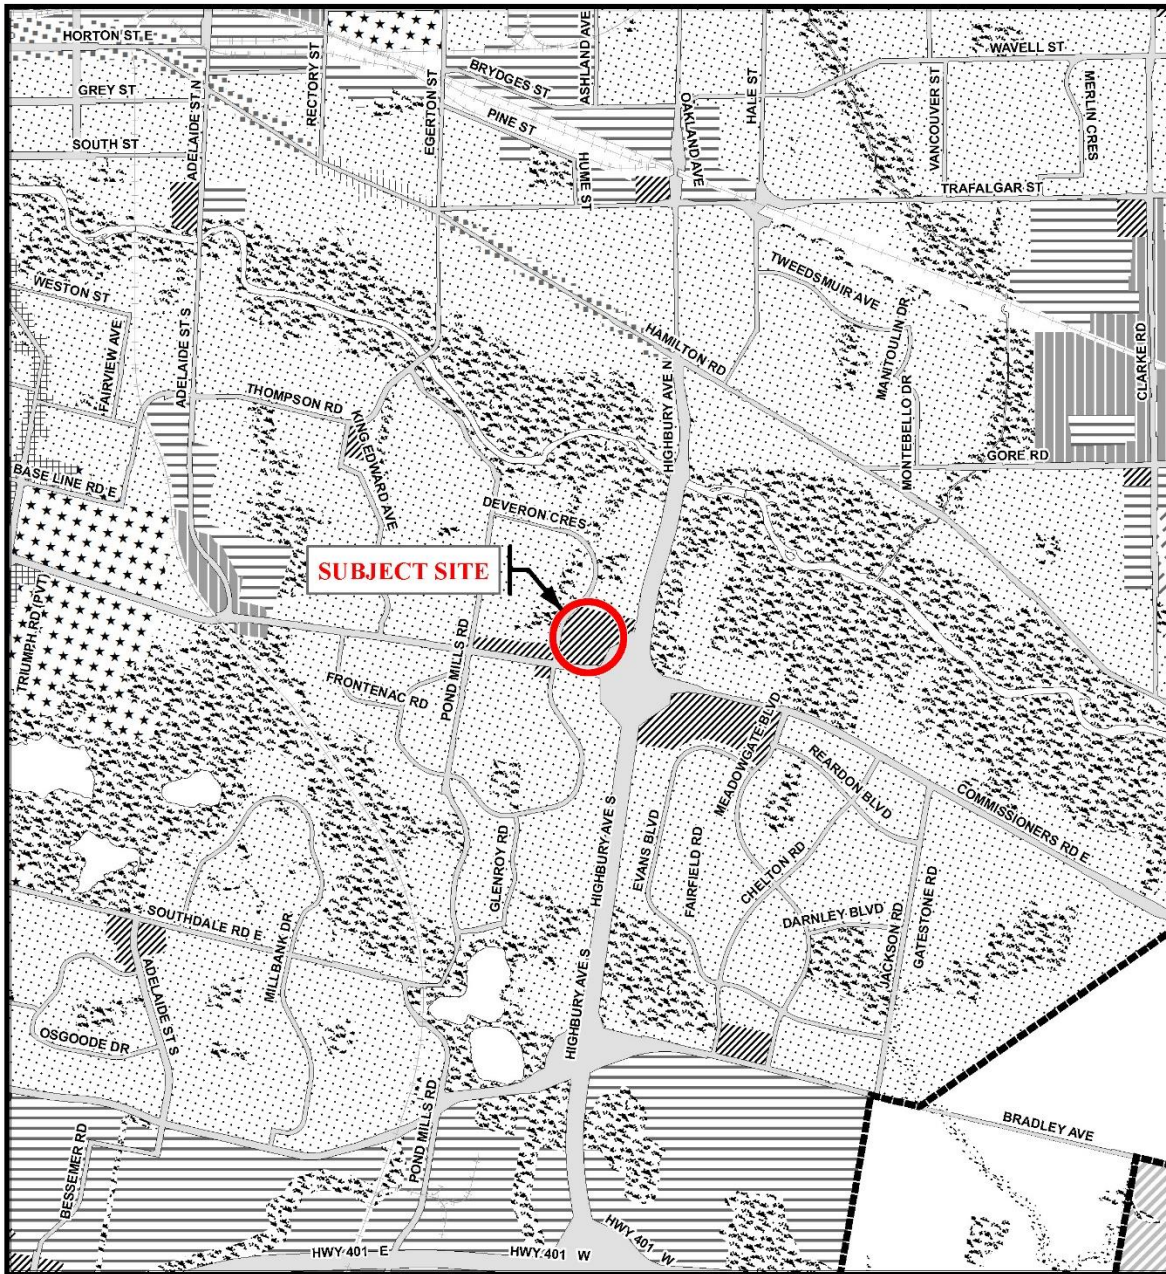 HORTON ST E
GREY ST
SOUTH ST
ADELAIDE ST N
RECTORY ST
EGERTON ST
BRYDGES ST
PINE ST
ASHLAND AVE
HUME ST
OAKLAND AVE
HALE ST
WAVELL ST
VANCOUVER ST
MERLIN CRES
TRAFALGAR ST
WESTON ST
FAIRVIEW AVE
ADELAIDE ST S
THOMPSON RD
KING EDWARD AVE
BASE LINE RD E
DEVERON CRES
HAMILTON RD
HIGHBURY AVE N
TWEEDSMUIR AVE
MANITOULIN DR
MONTEBELLO DR
GORE RD
CLARKE RD
SUBJECT SITE
TRIUMPH RD (PVT)
FRONTENAC RD
POND MILLS RD
GLENROY RD
HIGHBURY AVE S
EVANS BLVD
FAIRFIELD RD
MEADOWGATE BLVD
REARDON BLVD
CHELTON RD
COMMISSIONERS RD E
DARNLEY BLVD
JACKSON RD
GATESTONE RD
SOUTHDALE RD E
MILLBANK DR
ADELAIDE ST S
OSGOODE DR
HIGHBURY AVE S
POND MILLS RD
BESSEMER RD
BRADLEY AVE
HWY 401 E
HWY 401 W
HWY 401 W